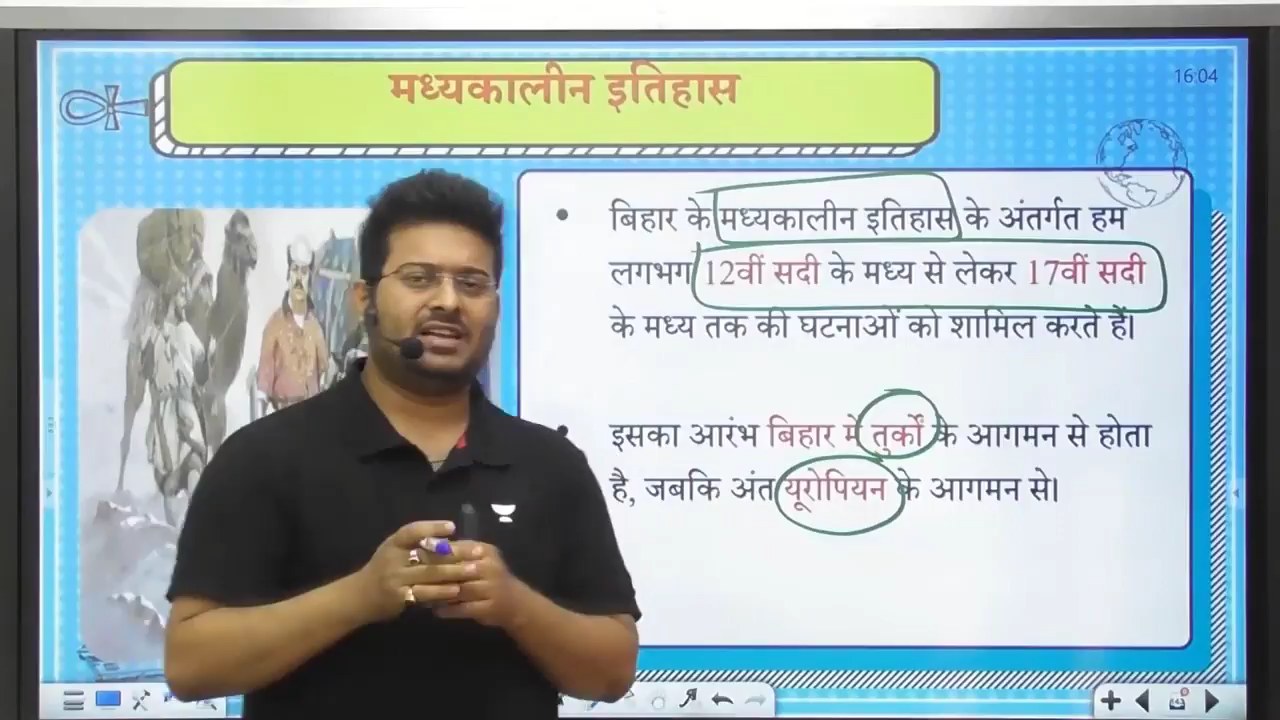 मध्यकालीन इतिहास
16:04
बिहार के मध्यकालीन इतिहास के अंतर्गत हम
लगभग 12वीं सदी के मध्य से लेकर 17वीं सदी
के मध्य तक की घटनाओं को शामिल करते हैं।
इसका आरंभ बिहार में तुर्कों के आगमन से होता
है, जबकि अंत यूरोपियन के आगमन से।